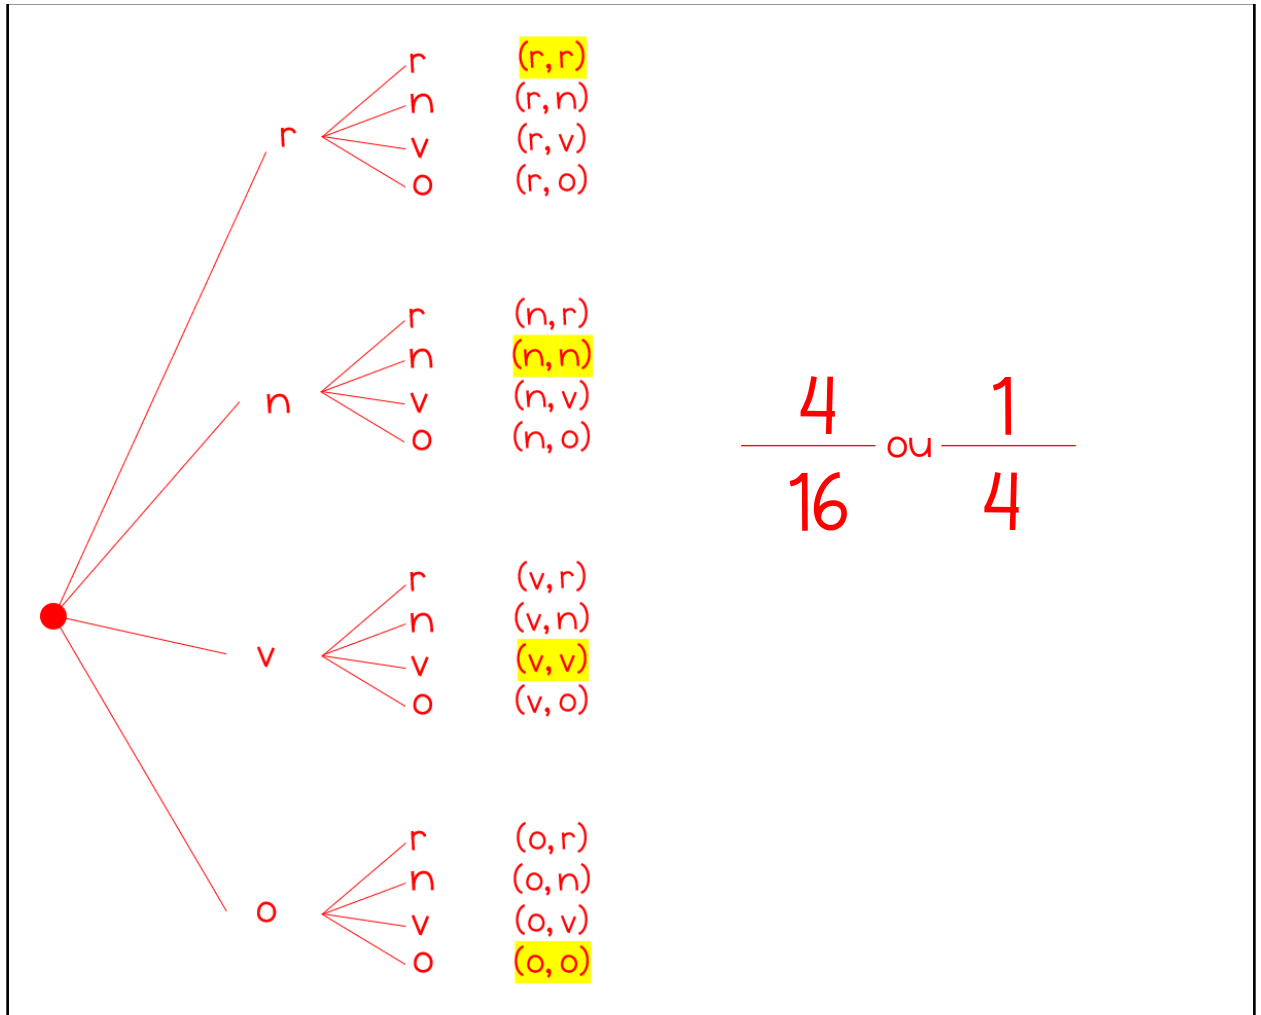 r (r, r)
n (r, n)
r
v (r, v)
o (r, o)
r (n, r)
n (n, n)
n
v (n, v)
o (n, o)
4/16 ou 1/4
r (v, r)
n (v, n)
v
v (v, v)
o (v, o)
r (o, r)
n (o, n)
o
v (o, v)
o (o, o)